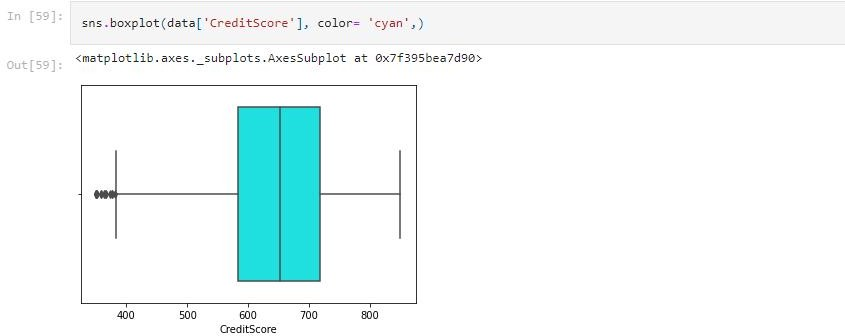 In [59]: sns.boxplot(data['CreditScore'], color= 'cyan',)
Out[59]: <matplotlib.axes._subplots.AxesSubplot at 0x7f395bea7d90>
400 500 600 700 800
CreditScore